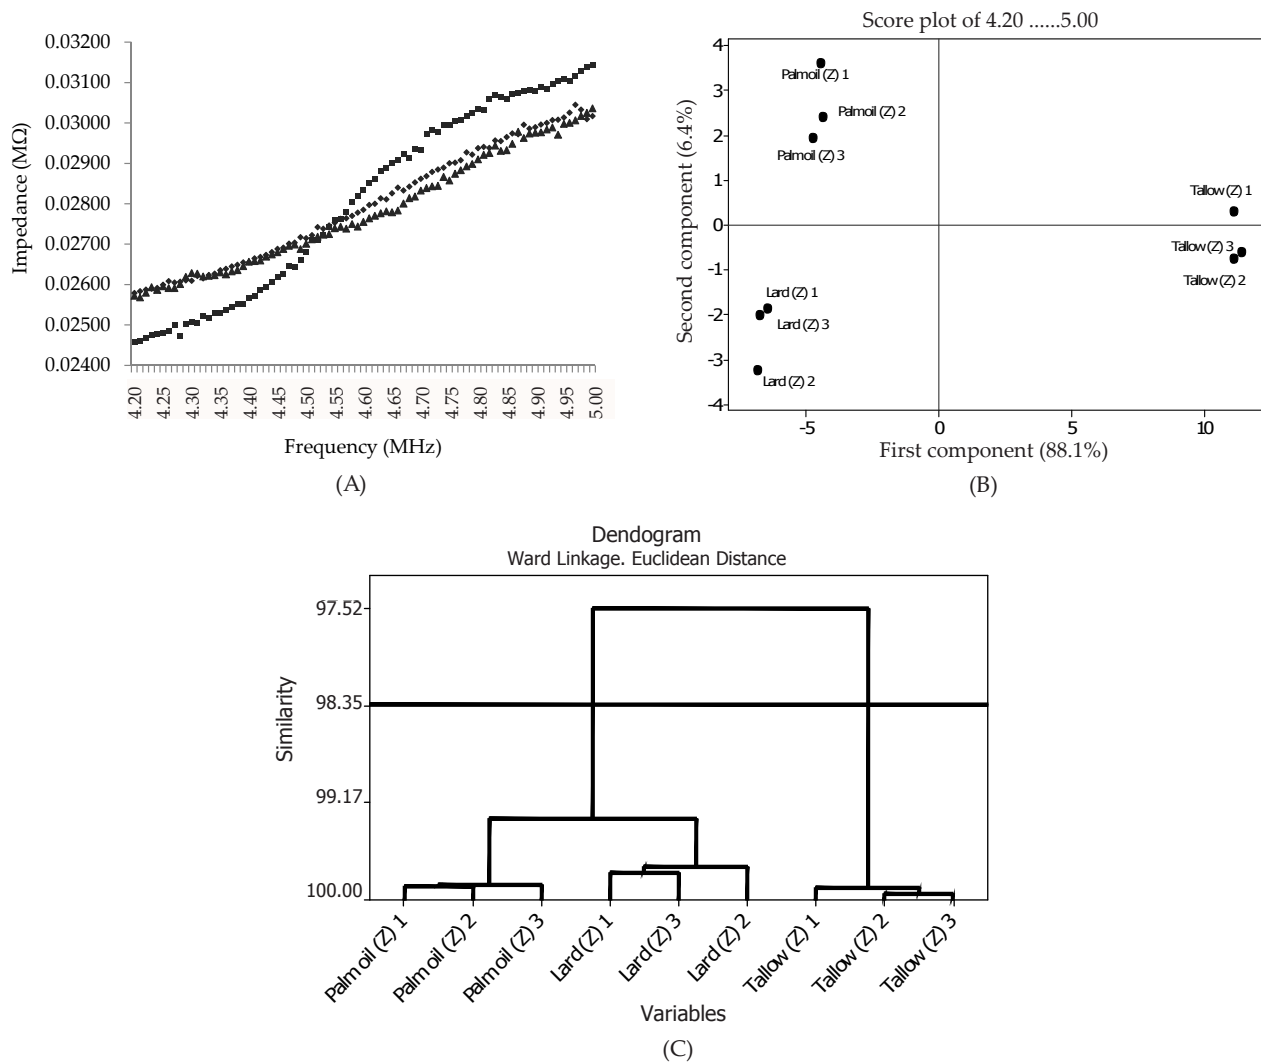 0.03200
0.03100
0.03000
0.02900
0.02800
0.02700
0.02600
0.02500
0.02400
Impedance (MΩ)
4.20
4.25
4.30
4.35
4.40
4.45
4.50
4.55
4.60
4.65
4.70
4.75
4.80
4.85
4.90
4.95
5.00
Frequency (MHz)
(A)
Score plot of 4.20 ......5.00
4
3
2
1
0
-1
-2
-3
-4
Second component (6.4%)
Palmoil (Z) 1
Palmoil (Z) 2
Palmoil (Z) 3
Tallow (Z) 1
Tallow (Z) 3
Tallow (Z) 2
Lard (Z) 1
Lard (Z) 3
Lard (Z) 2
-5
0
5
10
First component (88.1%)
(B)
Dendogram
Ward Linkage. Euclidean Distance
97.52
98.35
99.17
100.00
Similarity
Palmoil (Z) 1
Palmoil (Z) 2
Palmoil (Z) 3
Lard (Z) 1
Lard (Z) 3
Lard (Z) 2
Tallow (Z) 1
Tallow (Z) 2
Tallow (Z) 3
Variables
(C)